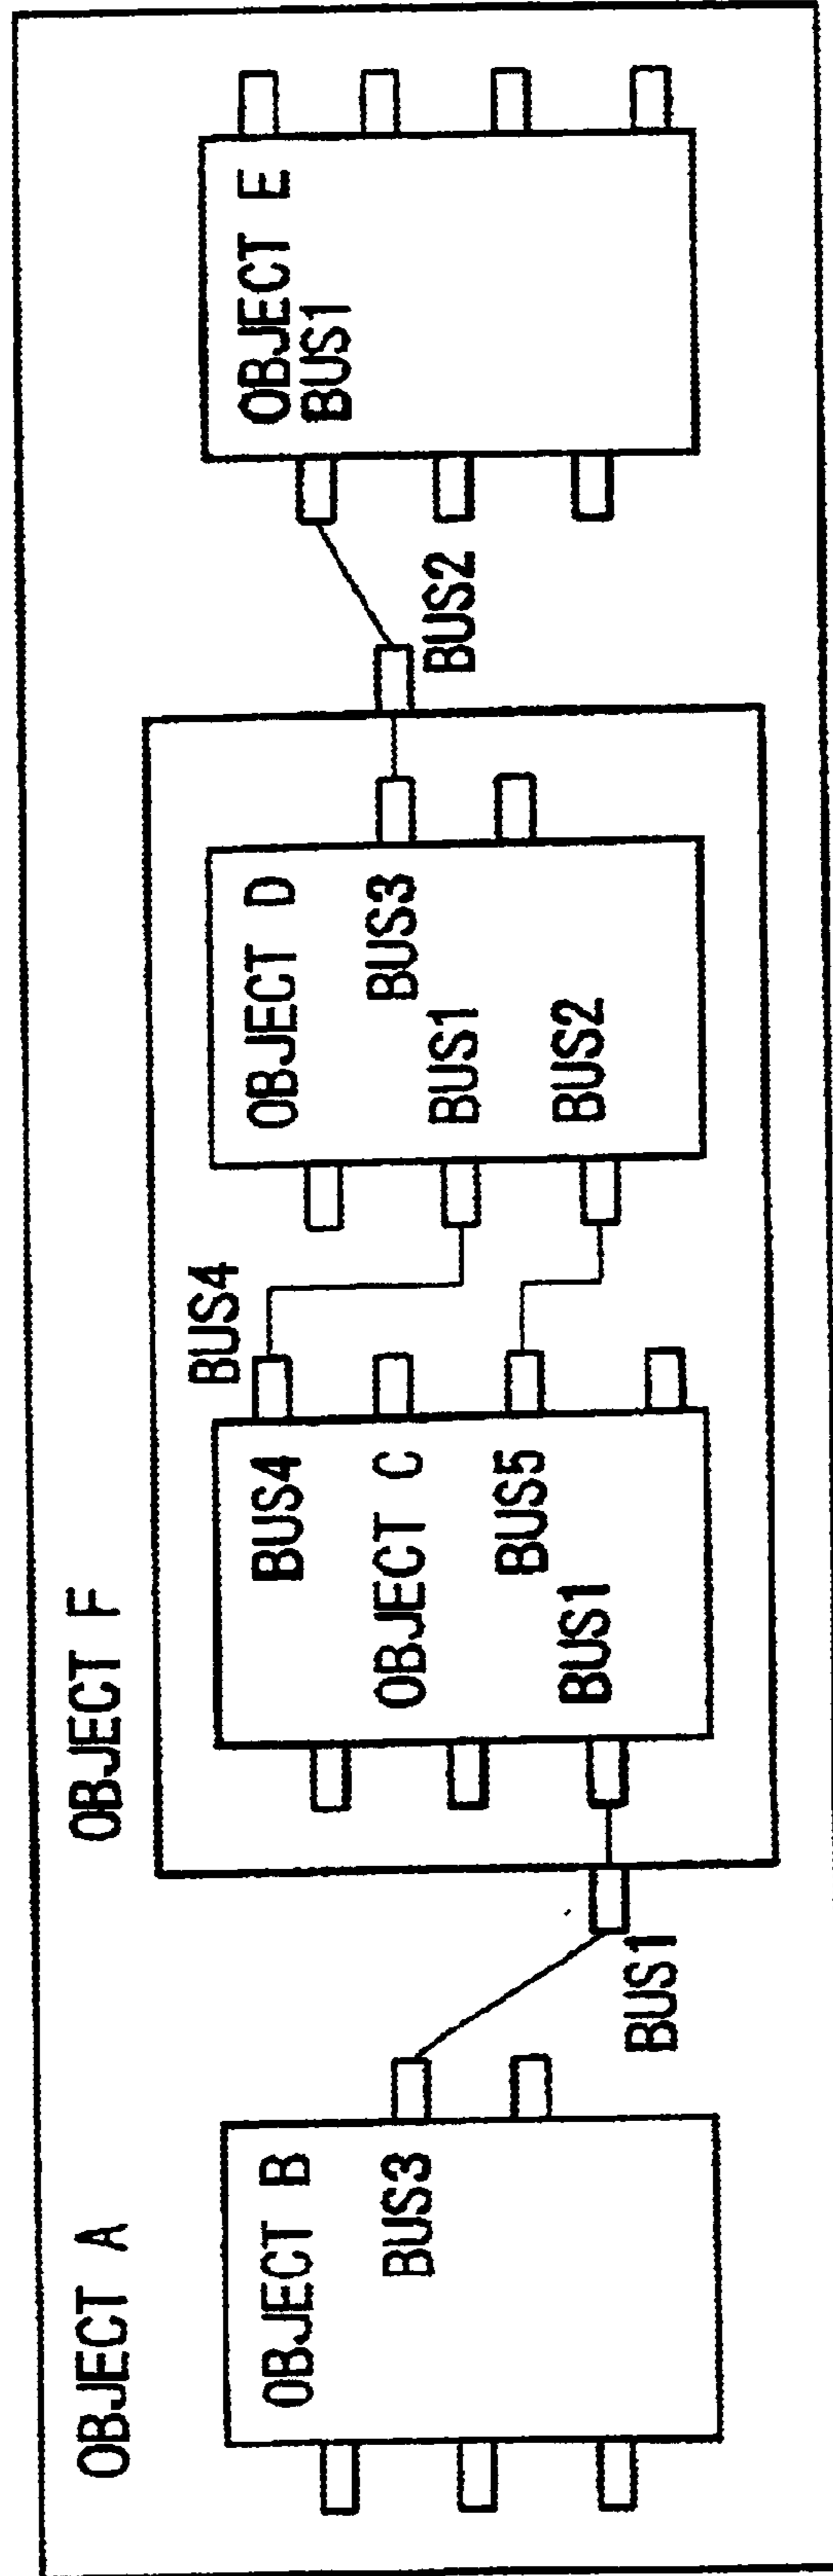 OBJECT A
OBJECT F
OBJECT B
BUS3
BUS1
BUS4
OBJECT C
BUS5
BUS1
BUS4
OBJECT D
BUS3
BUS1
BUS2
BUS2
OBJECT E
BUS1